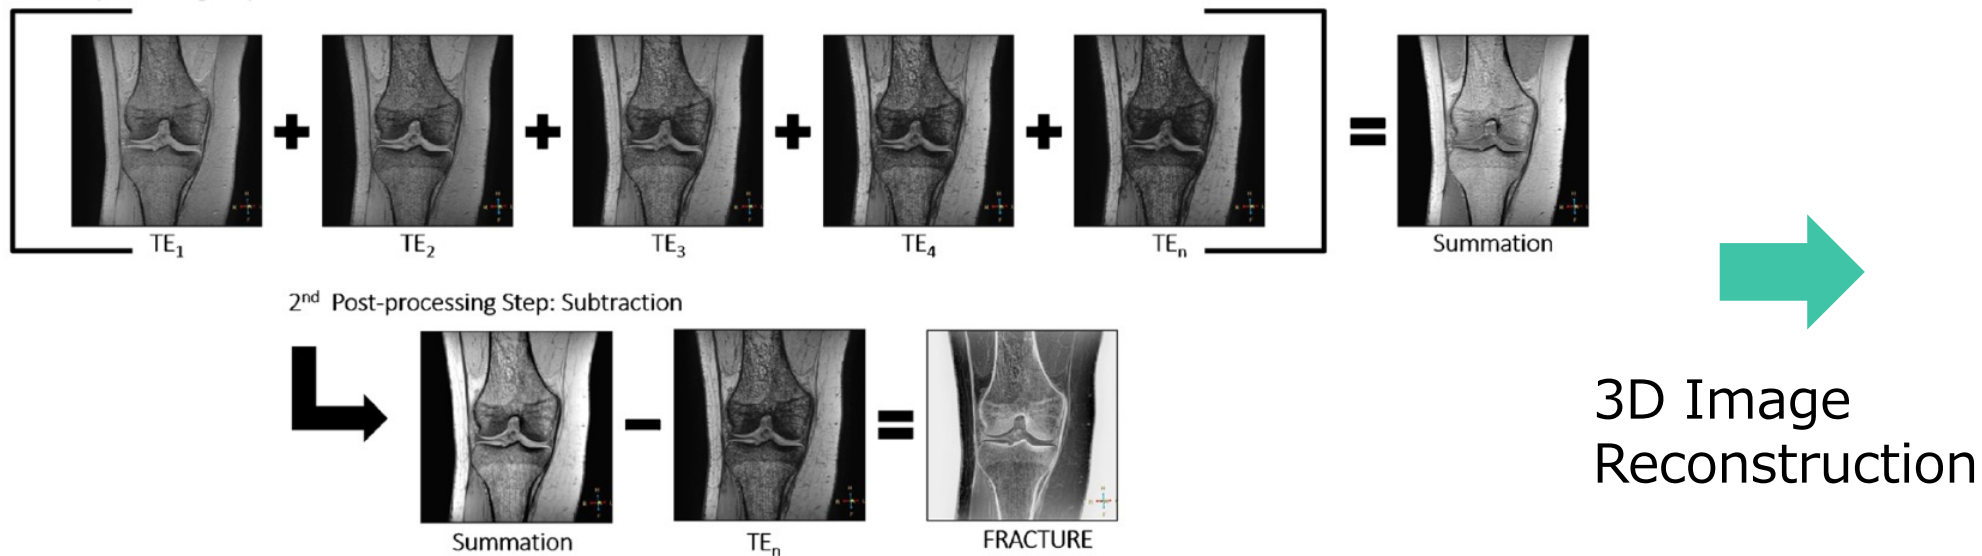 TE₁ + TE₂ + TE₃ + TE₄ + TEₙ = Summation
2ⁿᵈ Post-processing Step: Subtraction
Summation − TEₙ = FRACTURE
3D Image
Reconstruction